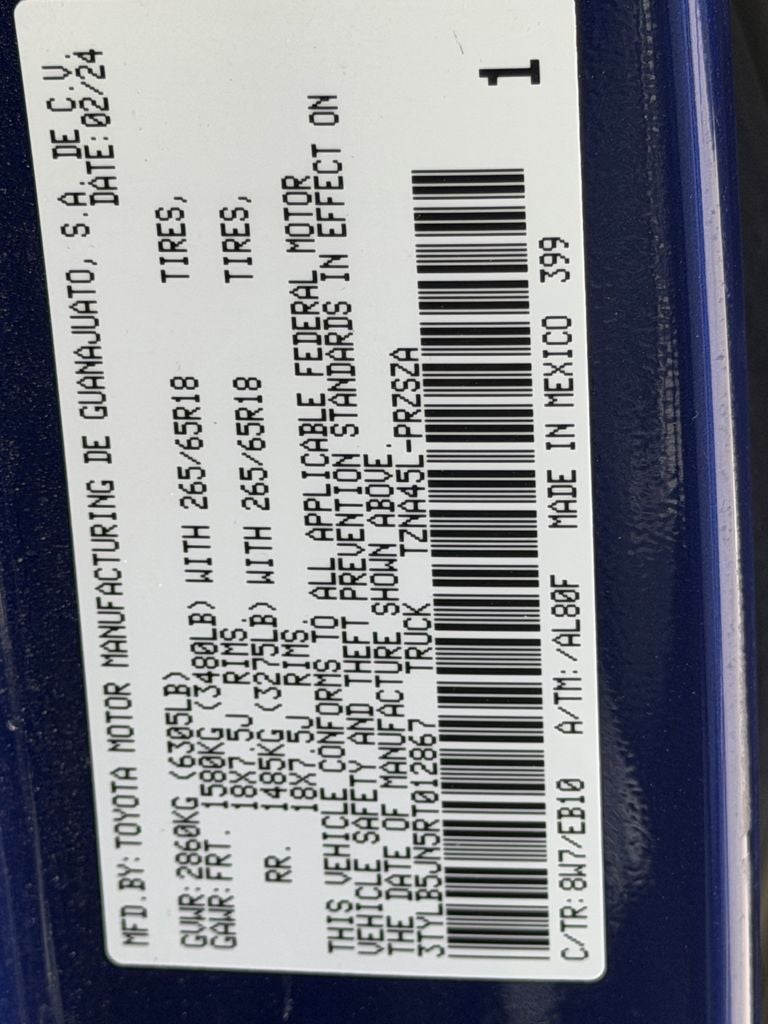 MFD.BY:TOYOTA MOTOR MANUFACTURING DE GUANAJUATO, S.A. DE C.V.
DATE:02/24
GVWR:2860KG (6305LB)
GAWR:FRT. 1580KG (3480LB) WITH 265/65R18 TIRES,
18X7.5J RIMS.
RR. 1485KG (3275LB) WITH 265/65R18 TIRES,
18X7.5J RIMS.
THIS VEHICLE CONFORMS TO ALL APPLICABLE FEDERAL MOTOR
VEHICLE SAFETY AND THEFT PREVENTION STANDARDS IN EFFECT ON
THE DATE OF MANUFACTURE SHOWN ABOVE.
3TYLB5JN5RT012867 TRUCK TZNA45L-PRZSZA
1
C/TR:8W7/EB10 A/TM:/AL80F MADE IN MEXICO 399